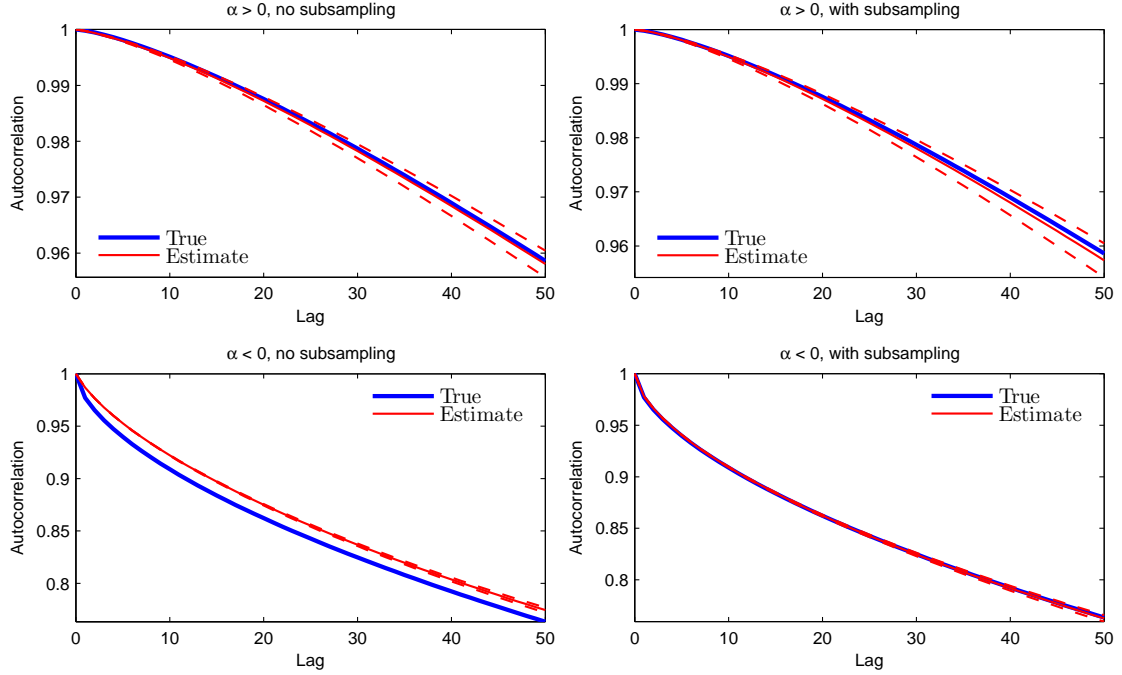 α > 0, no subsampling
1
0.99
0.98
0.97
0.96
Autocorrelation
True
Estimate
0 10 20 30 40 50
Lag
α > 0, with subsampling
1
0.99
0.98
0.97
0.96
Autocorrelation
True
Estimate
0 10 20 30 40 50
Lag
α < 0, no subsampling
1
0.95
0.9
0.85
0.8
Autocorrelation
True
Estimate
0 10 20 30 40 50
Lag
α < 0, with subsampling
1
0.95
0.9
0.85
0.8
Autocorrelation
True
Estimate
0 10 20 30 40 50
Lag